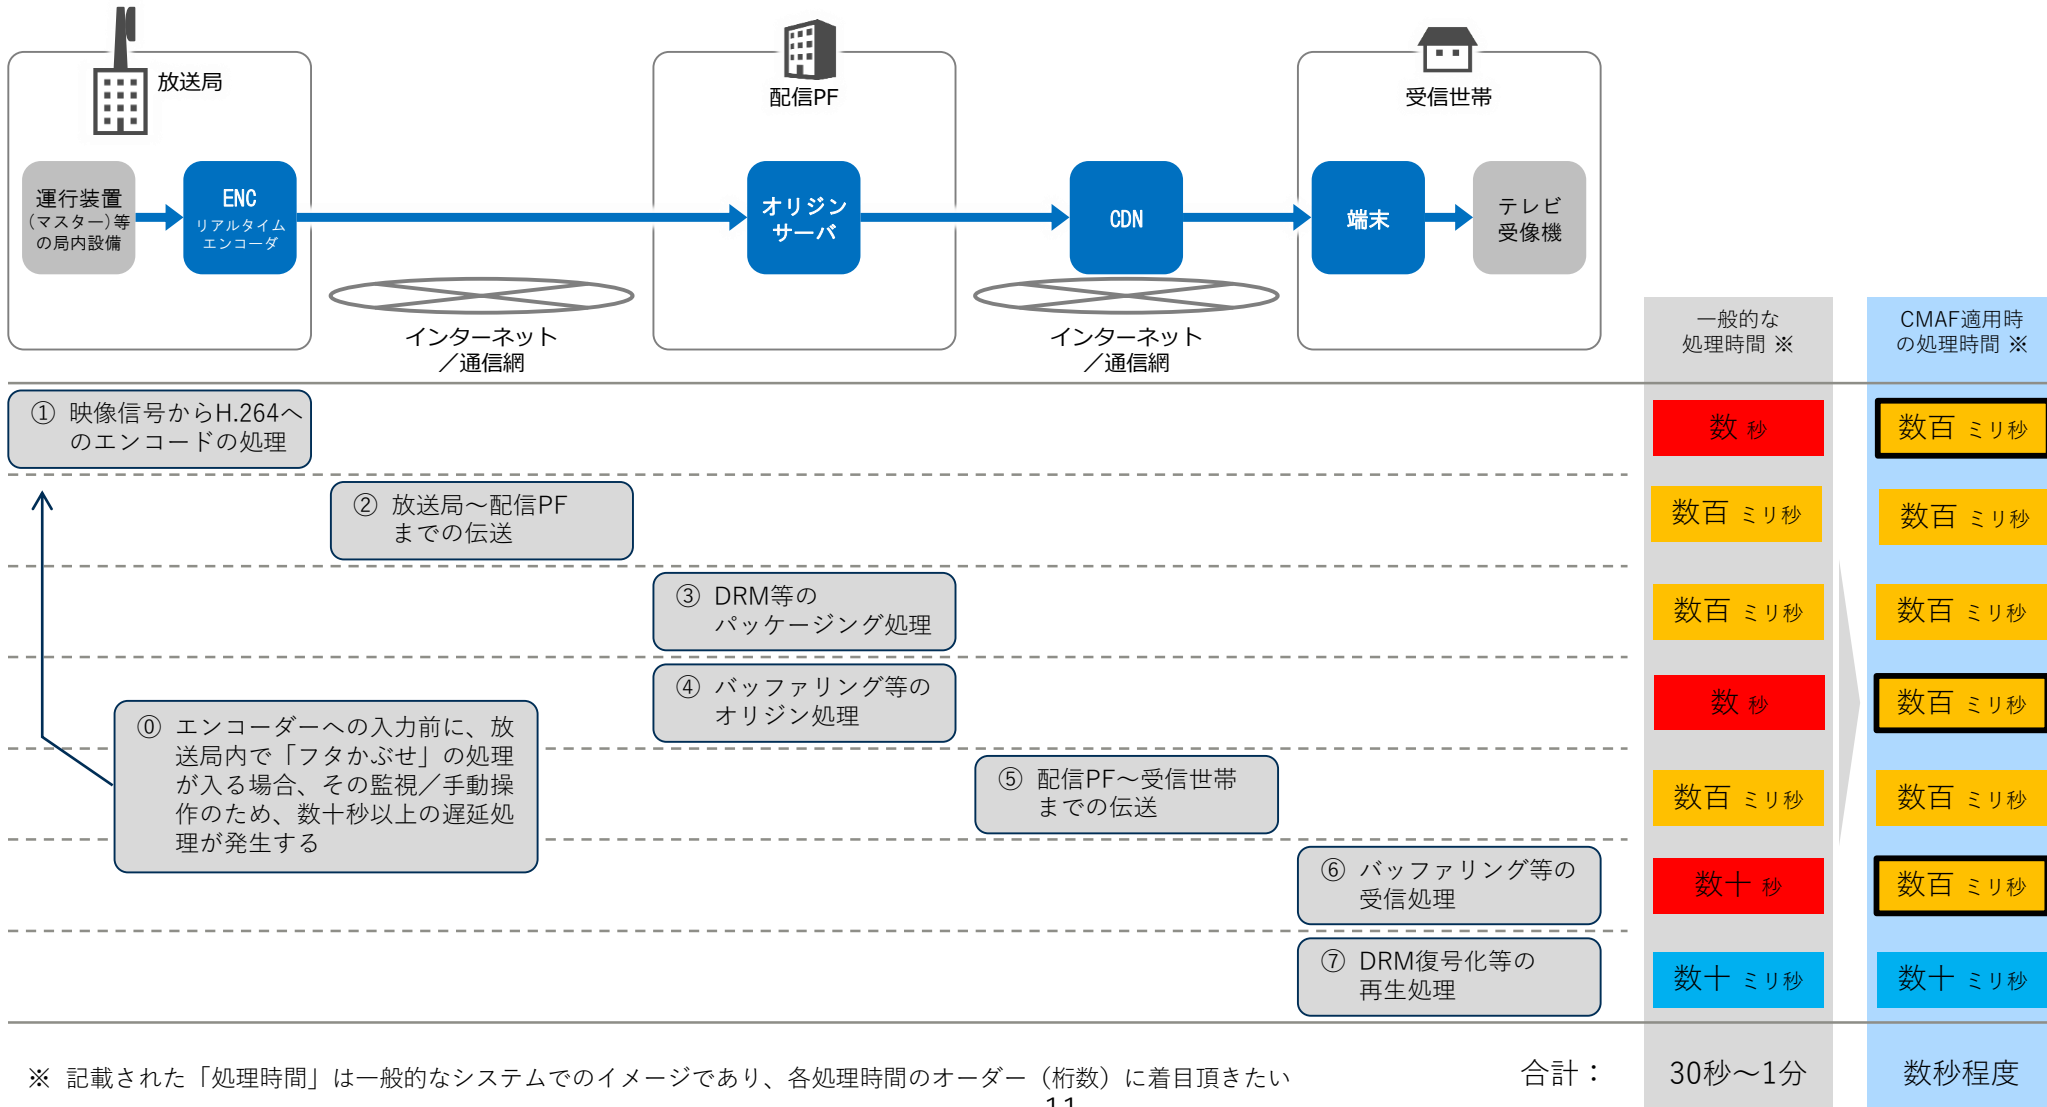 放送局
配信PF
受信世帯
運行装置
(マスター)等
の局内設備
ENC
リアルタイム
エンコーダ
オリジン
サーバ
CDN
端末
テレビ
受像機
インターネット
／通信網
インターネット
／通信網
一般的な
処理時間 ※
CMAF適用時
の処理時間 ※
① 映像信号からH.264へ
のエンコードの処理
数 秒
数百 ミリ秒
② 放送局～配信PF
までの伝送
数百 ミリ秒
数百 ミリ秒
③ DRM等の
パッケージング処理
数百 ミリ秒
数百 ミリ秒
④ バッファリング等の
オリジン処理
数 秒
数百 ミリ秒
⓪ エンコーダーへの入力前に、放
送局内で「フタかぶせ」の処理
が入る場合、その監視／手動操
作のため、数十秒以上の遅延処
理が発生する
⑤ 配信PF～受信世帯
までの伝送
数百 ミリ秒
数百 ミリ秒
⑥ バッファリング等の
受信処理
数十 秒
数百 ミリ秒
⑦ DRM復号化等の
再生処理
数十 ミリ秒
数十 ミリ秒
※ 記載された「処理時間」は一般的なシステムでのイメージであり、各処理時間のオーダー（桁数）に着目頂きたい
合計：
30秒～1分
数秒程度
11